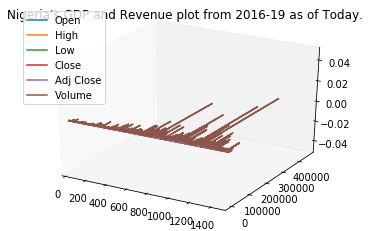 Nigeria's GDP and Revenue plot from 2016-19 as of Today.
Open
High
Low
Close
Adj Close
Volume
0.04
0.02
0.00
−0.02
−0.04
400000
300000
200000
100000
0
0 200 400 600 800 1000 1200 1400